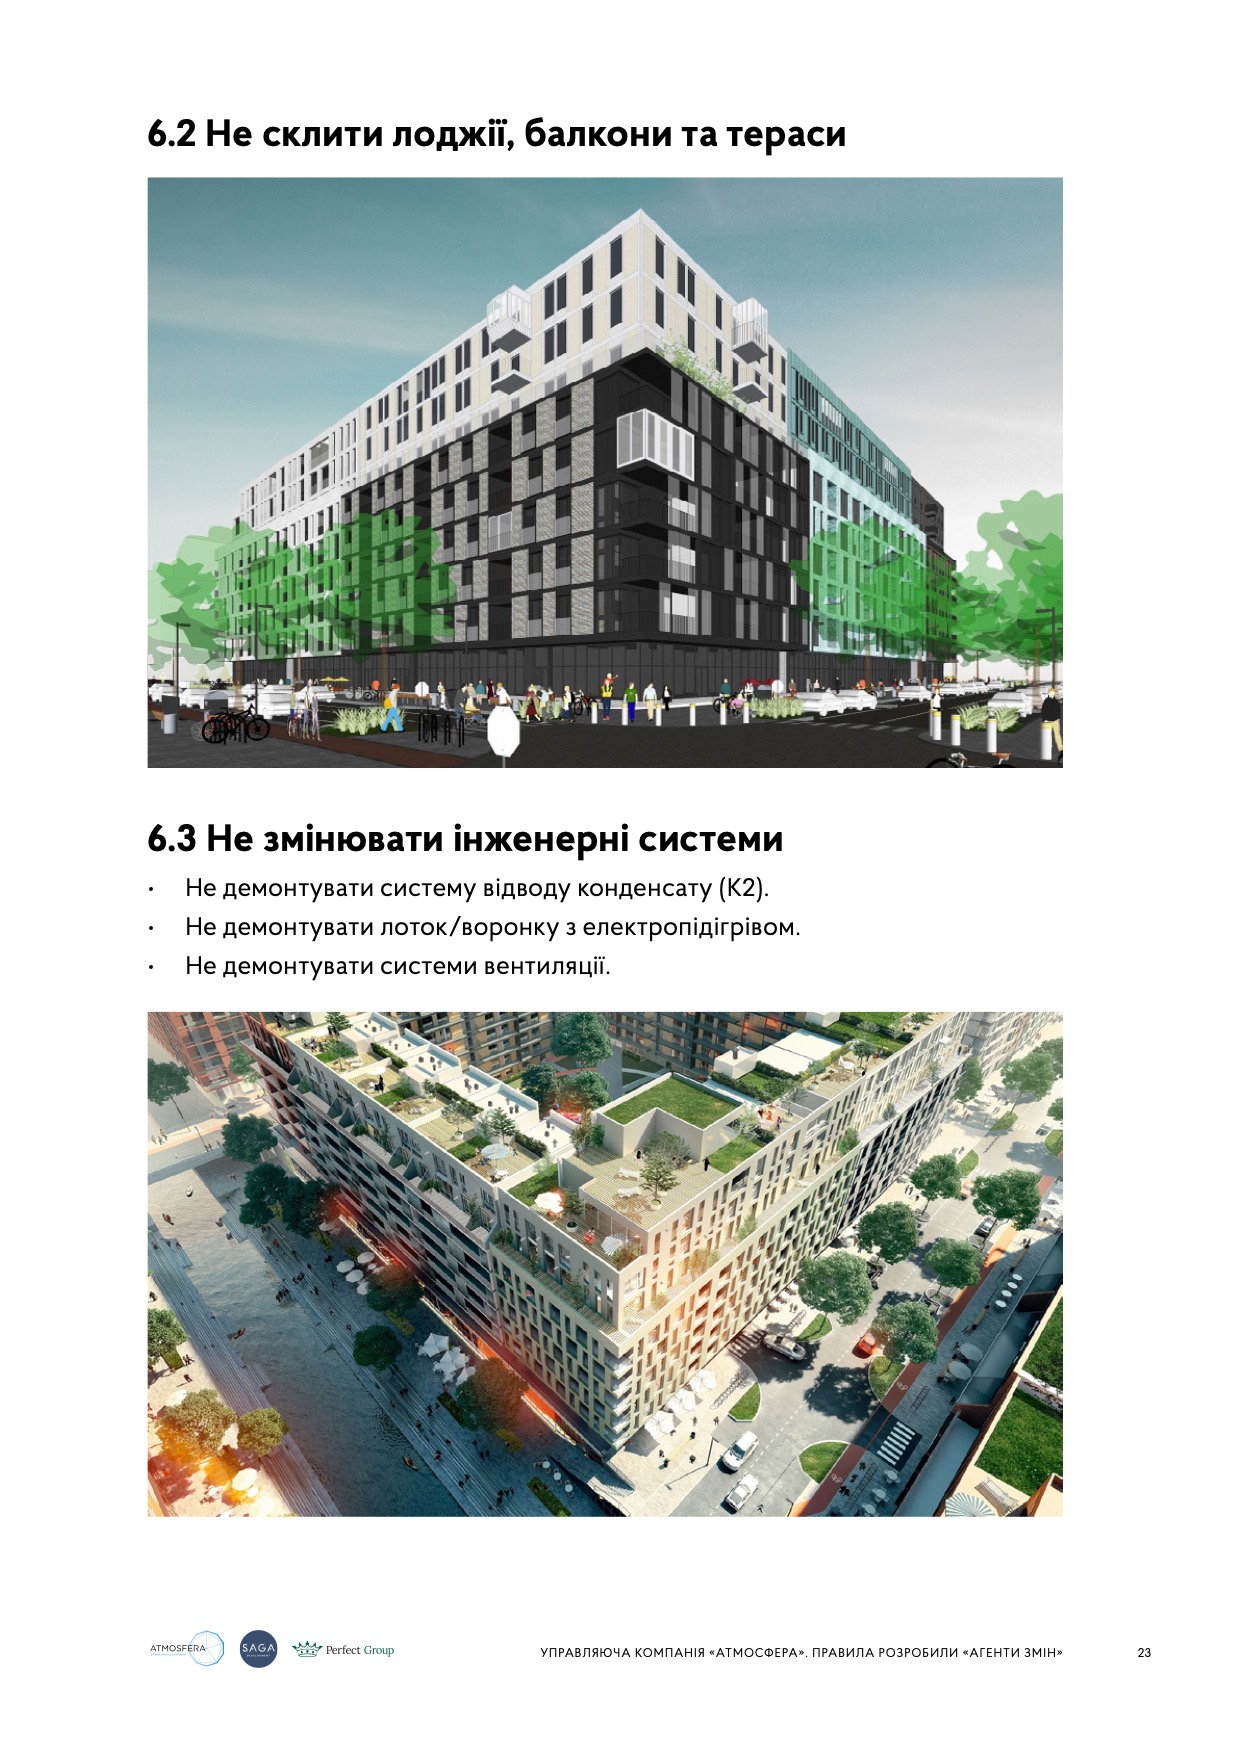 6.2 Не склити лоджії, балкони та тераси
6.3 Не змінювати інженерні системи
• Не демонтувати систему відводу конденсату (К2).
• Не демонтувати лоток/воронку з електропідігрівом.
• Не демонтувати системи вентиляції.
ATMOSFERA
SAGA
DEVELOPMENT
Perfect Group
УПРАВЛЯЮЧА КОМПАНІЯ «АТМОСФЕРА». ПРАВИЛА РОЗРОБИЛИ «АГЕНТИ ЗМІН»
23